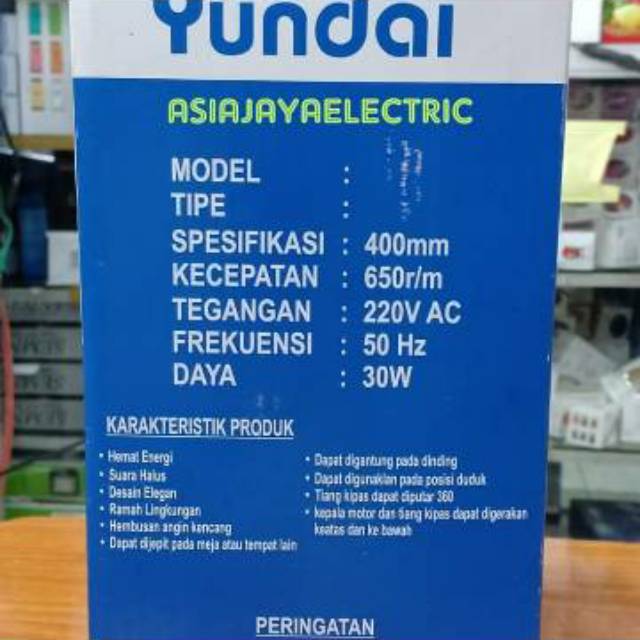 Yundai
ASIAJAYAELECTRIC
MODEL :
TIPE :
SPESIFIKASI : 400mm
KECEPATAN : 650r/m
TEGANGAN : 220V AC
FREKUENSI : 50 Hz
DAYA : 30W
KARAKTERISTIK PRODUK
• Hemat Energi
• Suara Halus
• Desain Elegan
• Ramah Lingkungan
• Hembusan angin kencang
• Dapat dijepit pada meja atau tempat lain
• Dapat digantung pada dinding
• Dapat digunaklan pada posisi duduk
• Tiang kipas dapat diputar 360
• kepala motor dan tiang kipas dapat digerakan
keatas dan ke bawah
PERINGATAN